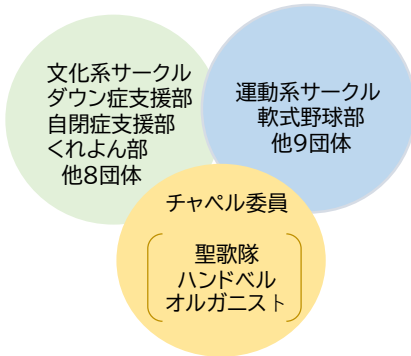 文化系サークル
ダウン症支援部
自閉症支援部
くれよん部
他8団体
運動系サークル
軟式野球部
他9団体
チャペル委員
聖歌隊
ハンドベル
オルガニスト